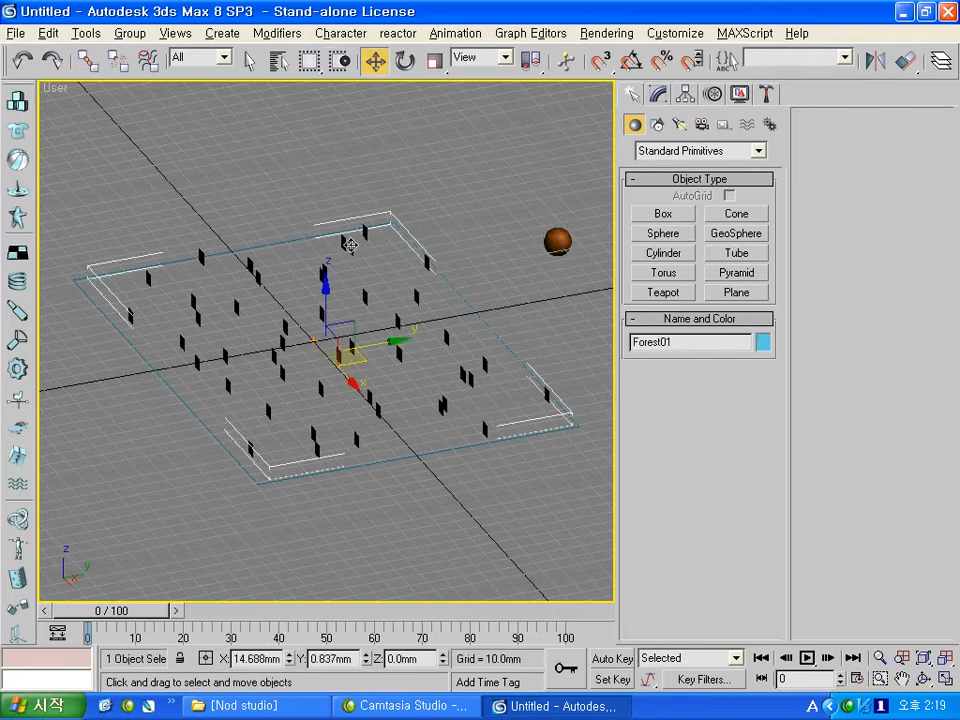 Untitled - Autodesk 3ds Max 8 SP3 - Stand-alone License
File Edit Tools Group Views Create Modifiers Character reactor Animation Graph Editors Rendering Customize MAXScript Help
All
View
User
Standard Primitives
- Object Type
AutoGrid
Box Cone
Sphere GeoSphere
Cylinder Tube
Torus Pyramid
Teapot Plane
- Name and Color
Forest01
z
y
x
z
y
x
< 0 / 100 >
0 10 20 30 40 50 60 70 80 90 100
1 Object Sele X: 14.688mm Y: 0.837mm Z: 0.0mm Grid = 10.0mm Auto Key Selected
Click and drag to select and move objects Add Time Tag Set Key Key Filters... 0
시작 [Nod studio] Camtasia Studio - ... Untitled - Autodes... A 오후 2:19